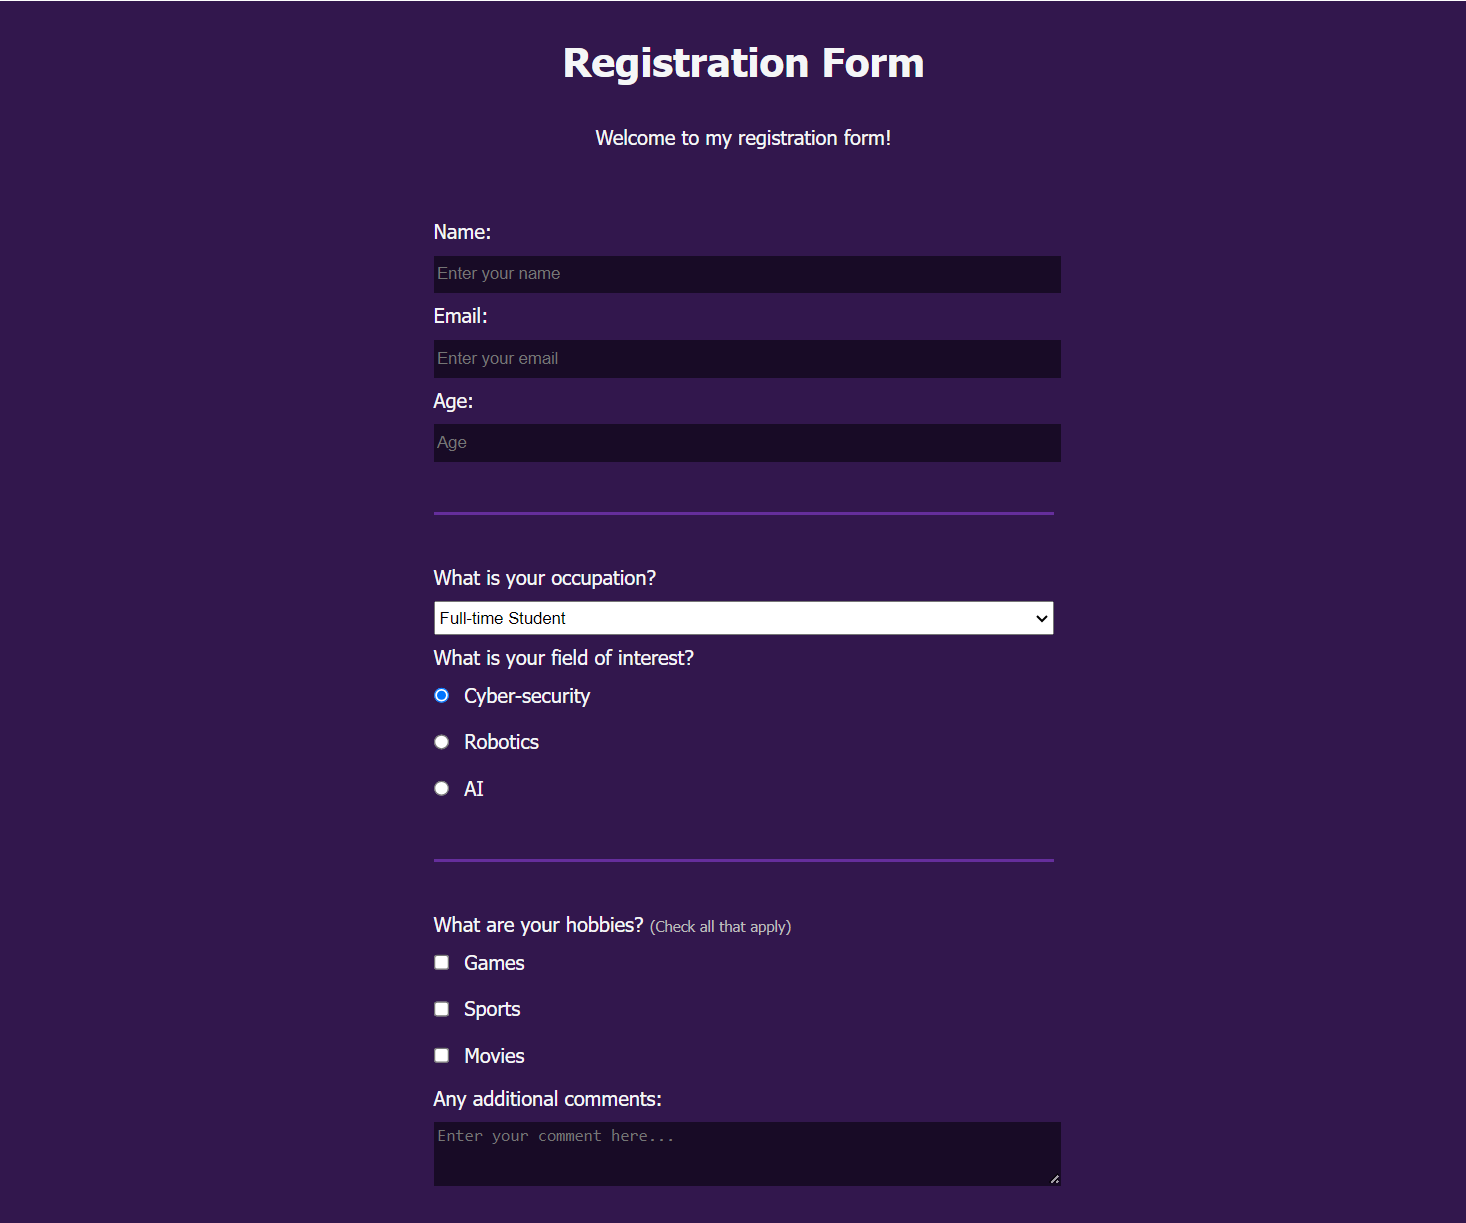 Registration Form
Welcome to my registration form!
Name:
Enter your name
Email:
Enter your email
Age:
Age
What is your occupation?
Full-time Student
What is your field of interest?
Cyber-security
Robotics
AI
What are your hobbies? (Check all that apply)
Games
Sports
Movies
Any additional comments:
Enter your comment here...